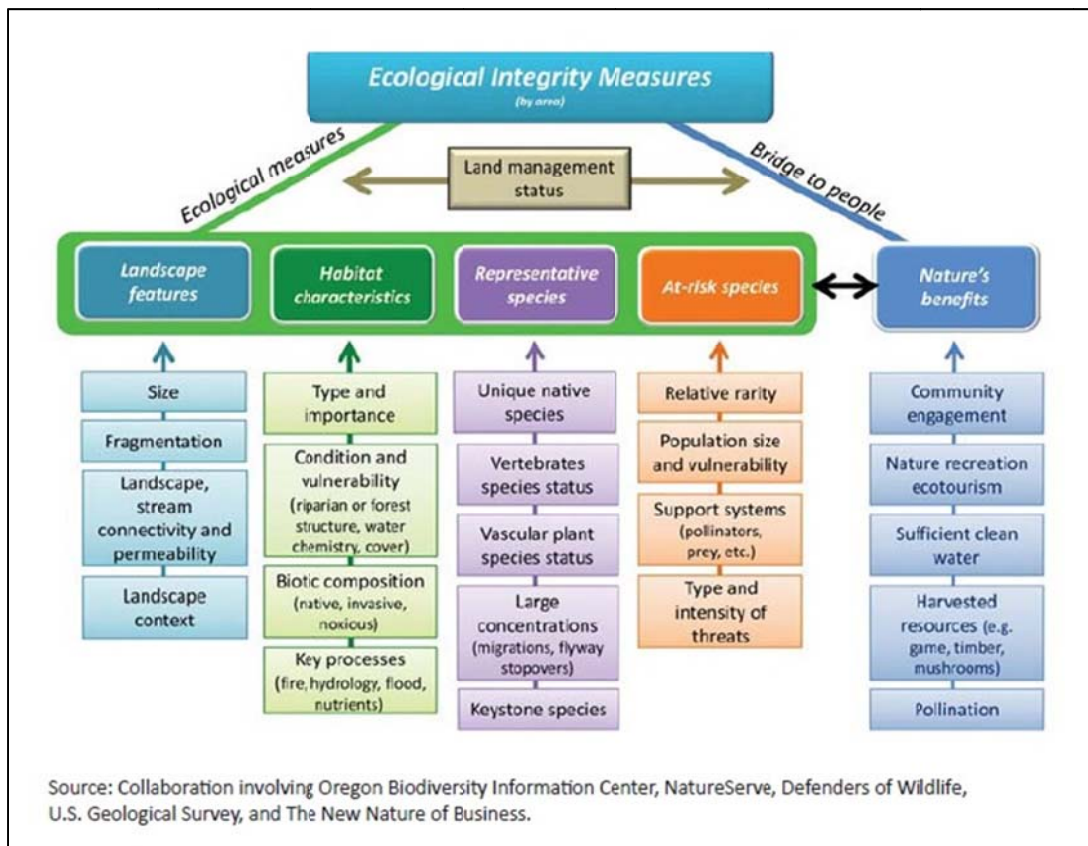 Ecological Integrity Measures
(by area)
Ecological measures
Land management
status
Bridge to people
Landscape
features
Habitat
characteristics
Representative
species
At-risk species
Nature's
benefits
Size
Fragmentation
Landscape,
stream
connectivity and
permeability
Landscape
context
Type and
importance
Condition and
vulnerability
(riparian or forest
structure, water
chemistry, cover)
Biotic composition
(native, invasive,
noxious)
Key processes
(fire, hydrology, flood,
nutrients)
Unique native
species
Vertebrates
species status
Vascular plant
species status
Large
concentrations
(migrations, flyway
stopovers)
Keystone species
Relative rarity
Population size
and vulnerability
Support systems
(pollinators,
prey, etc.)
Type and
intensity of
threats
Community
engagement
Nature recreation
ecotourism
Sufficient clean
water
Harvested
resources (e.g.
game, timber,
mushrooms)
Pollination
Source: Collaboration involving Oregon Biodiversity Information Center, NatureServe, Defenders of Wildlife,
U.S. Geological Survey, and The New Nature of Business.